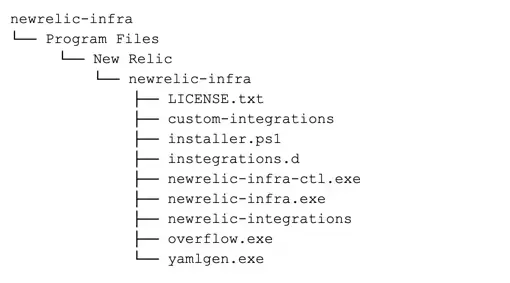 newrelic-infra
└── Program Files
└── New Relic
└── newrelic-infra
├── LICENSE.txt
├── custom-integrations
├── installer.ps1
├── instegrations.d
├── newrelic-infra-ctl.exe
├── newrelic-infra.exe
├── newrelic-integrations
├── overflow.exe
└── yamlgen.exe